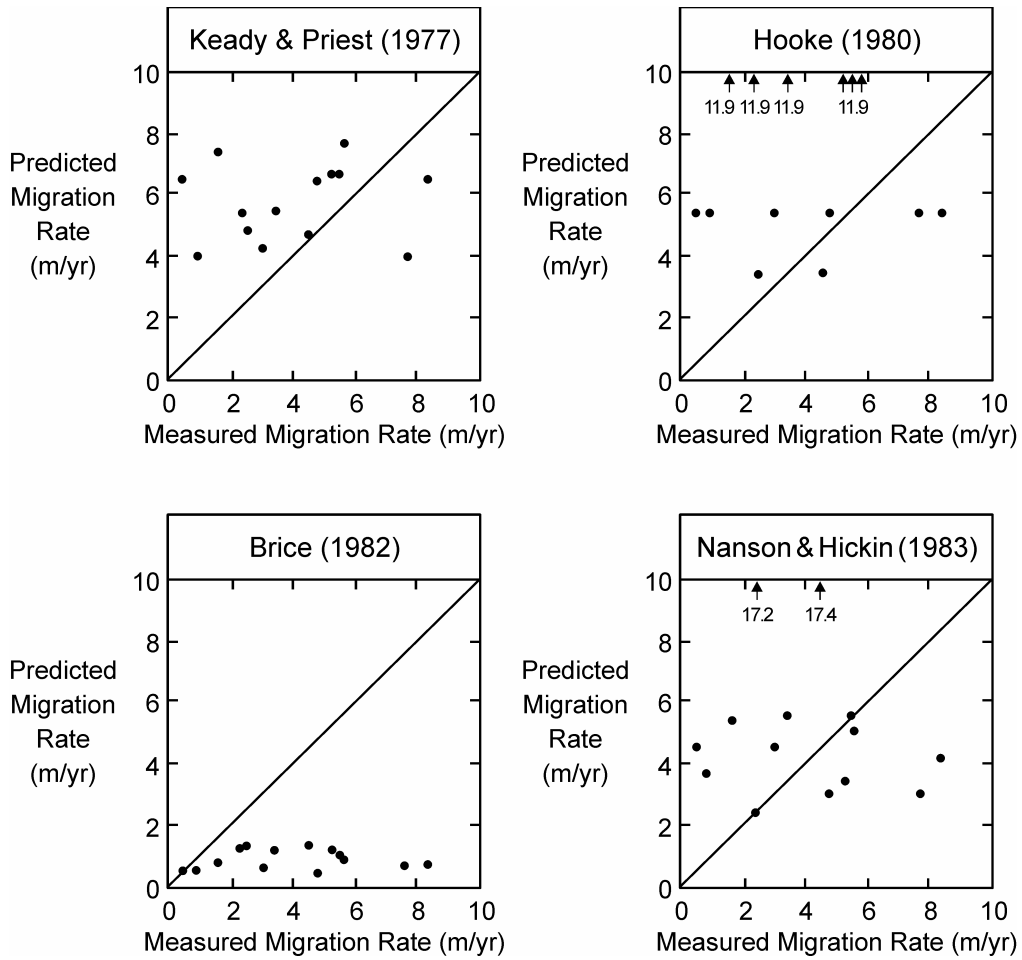 Keady & Priest (1977)
10
8
6
4
2
0
Predicted
Migration
Rate
(m/yr)
0 2 4 6 8 10
Measured Migration Rate (m/yr)
Hooke (1980)
10
8
6
4
2
0
11.9 11.9 11.9 11.9
Predicted
Migration
Rate
(m/yr)
0 2 4 6 8 10
Measured Migration Rate (m/yr)
Brice (1982)
10
8
6
4
2
0
Predicted
Migration
Rate
(m/yr)
0 2 4 6 8 10
Measured Migration Rate (m/yr)
Nanson & Hickin (1983)
10
8
6
4
2
0
17.2 17.4
Predicted
Migration
Rate
(m/yr)
0 2 4 6 8 10
Measured Migration Rate (m/yr)